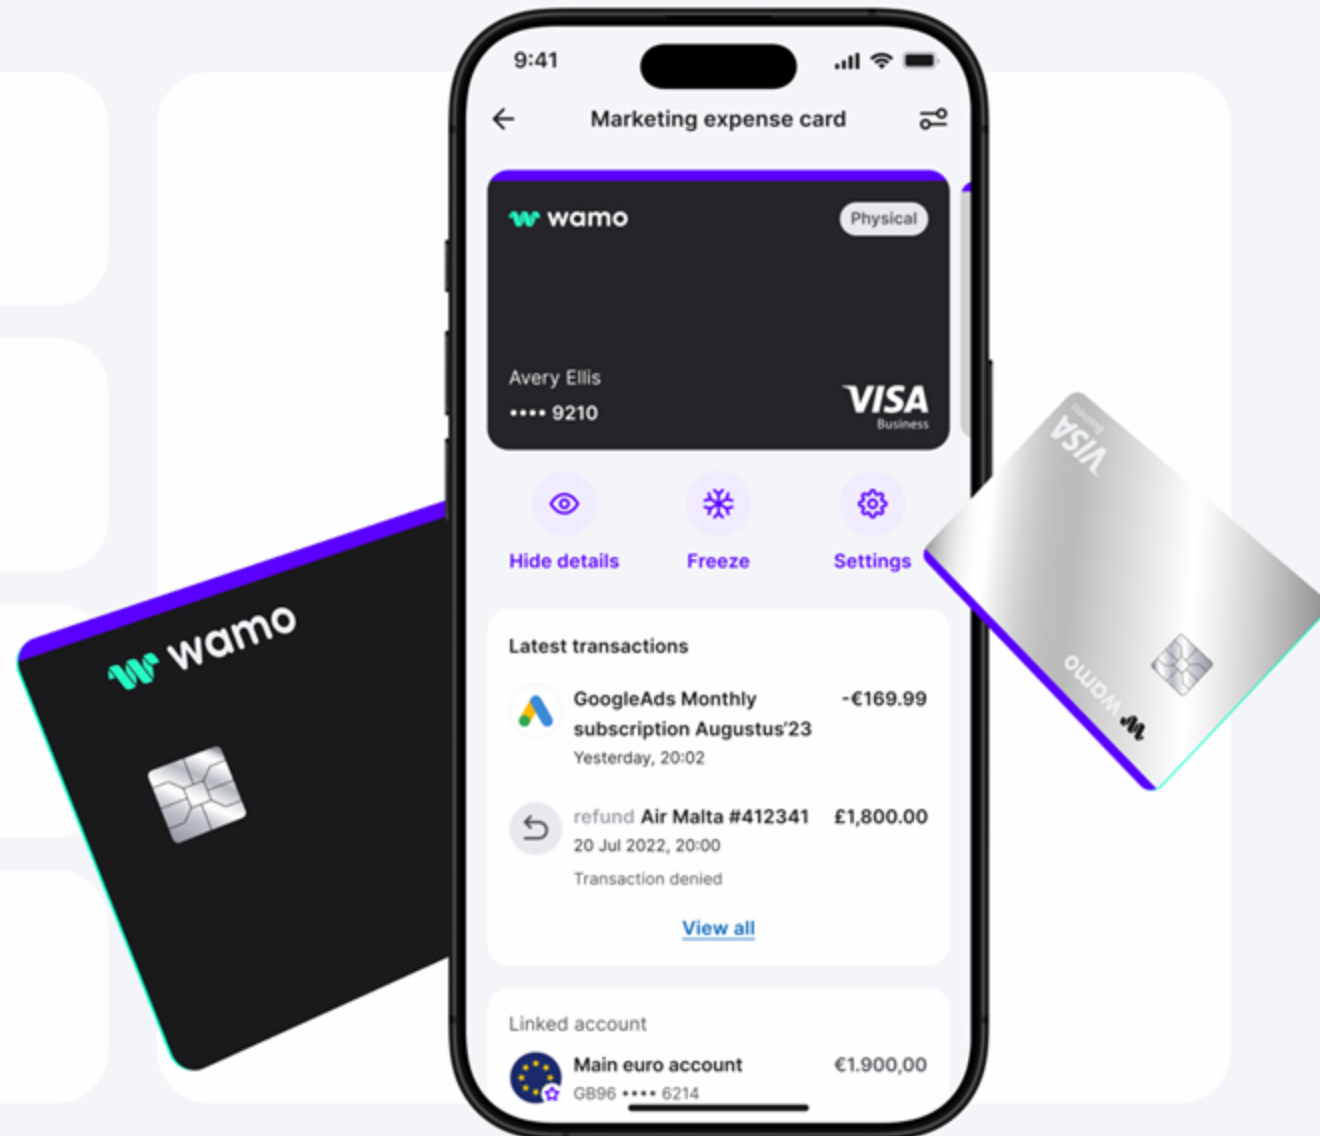 9:41
Marketing expense card
wamo
Physical
Avery Ellis
•••• 9210
VISA
Business
Hide details
Freeze
Settings
Latest transactions
GoogleAds Monthly
-€169.99
subscription Augustus'23
Yesterday, 20:02
refund Air Malta #412341
£1,800.00
20 Jul 2022, 20:00
Transaction denied
View all
Linked account
Main euro account
€1.900,00
GB96 •••• 6214
wamo
VISA
Business
wamo